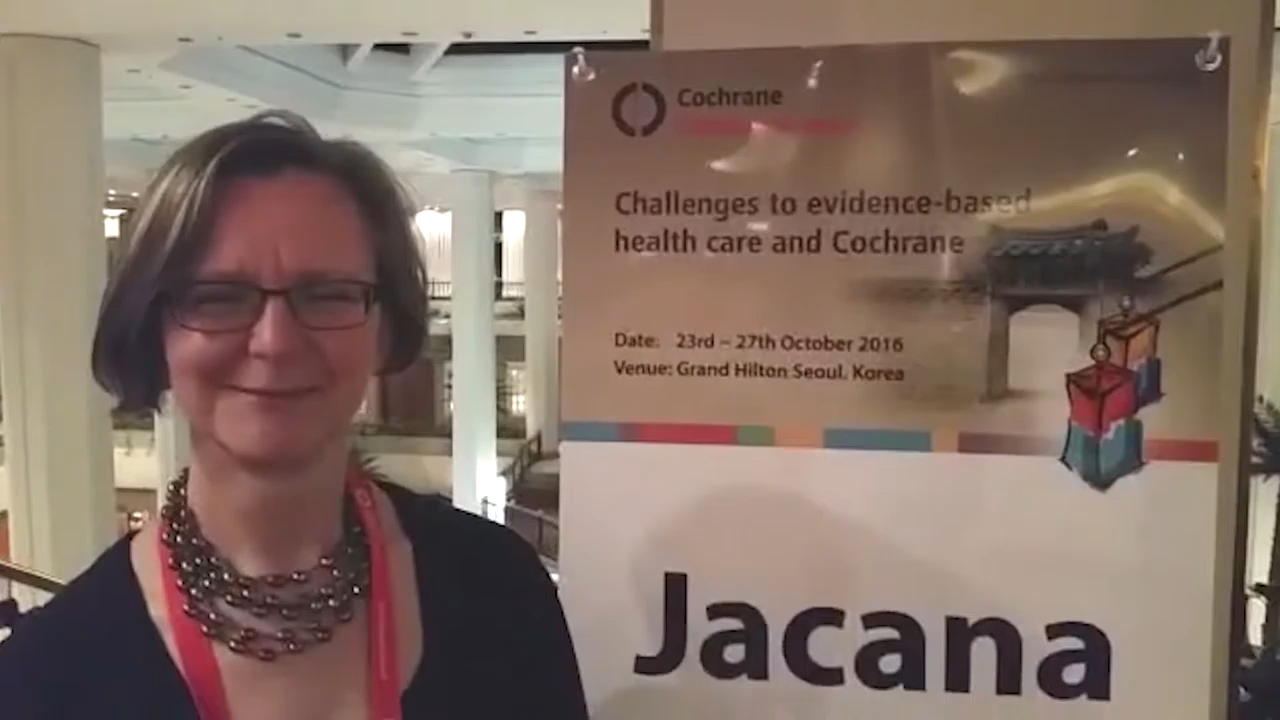 Cochrane
Challenges to evidence-based
health care and Cochrane
Date: 23rd – 27th October 2016
Venue: Grand Hilton Seoul, Korea
Jacana